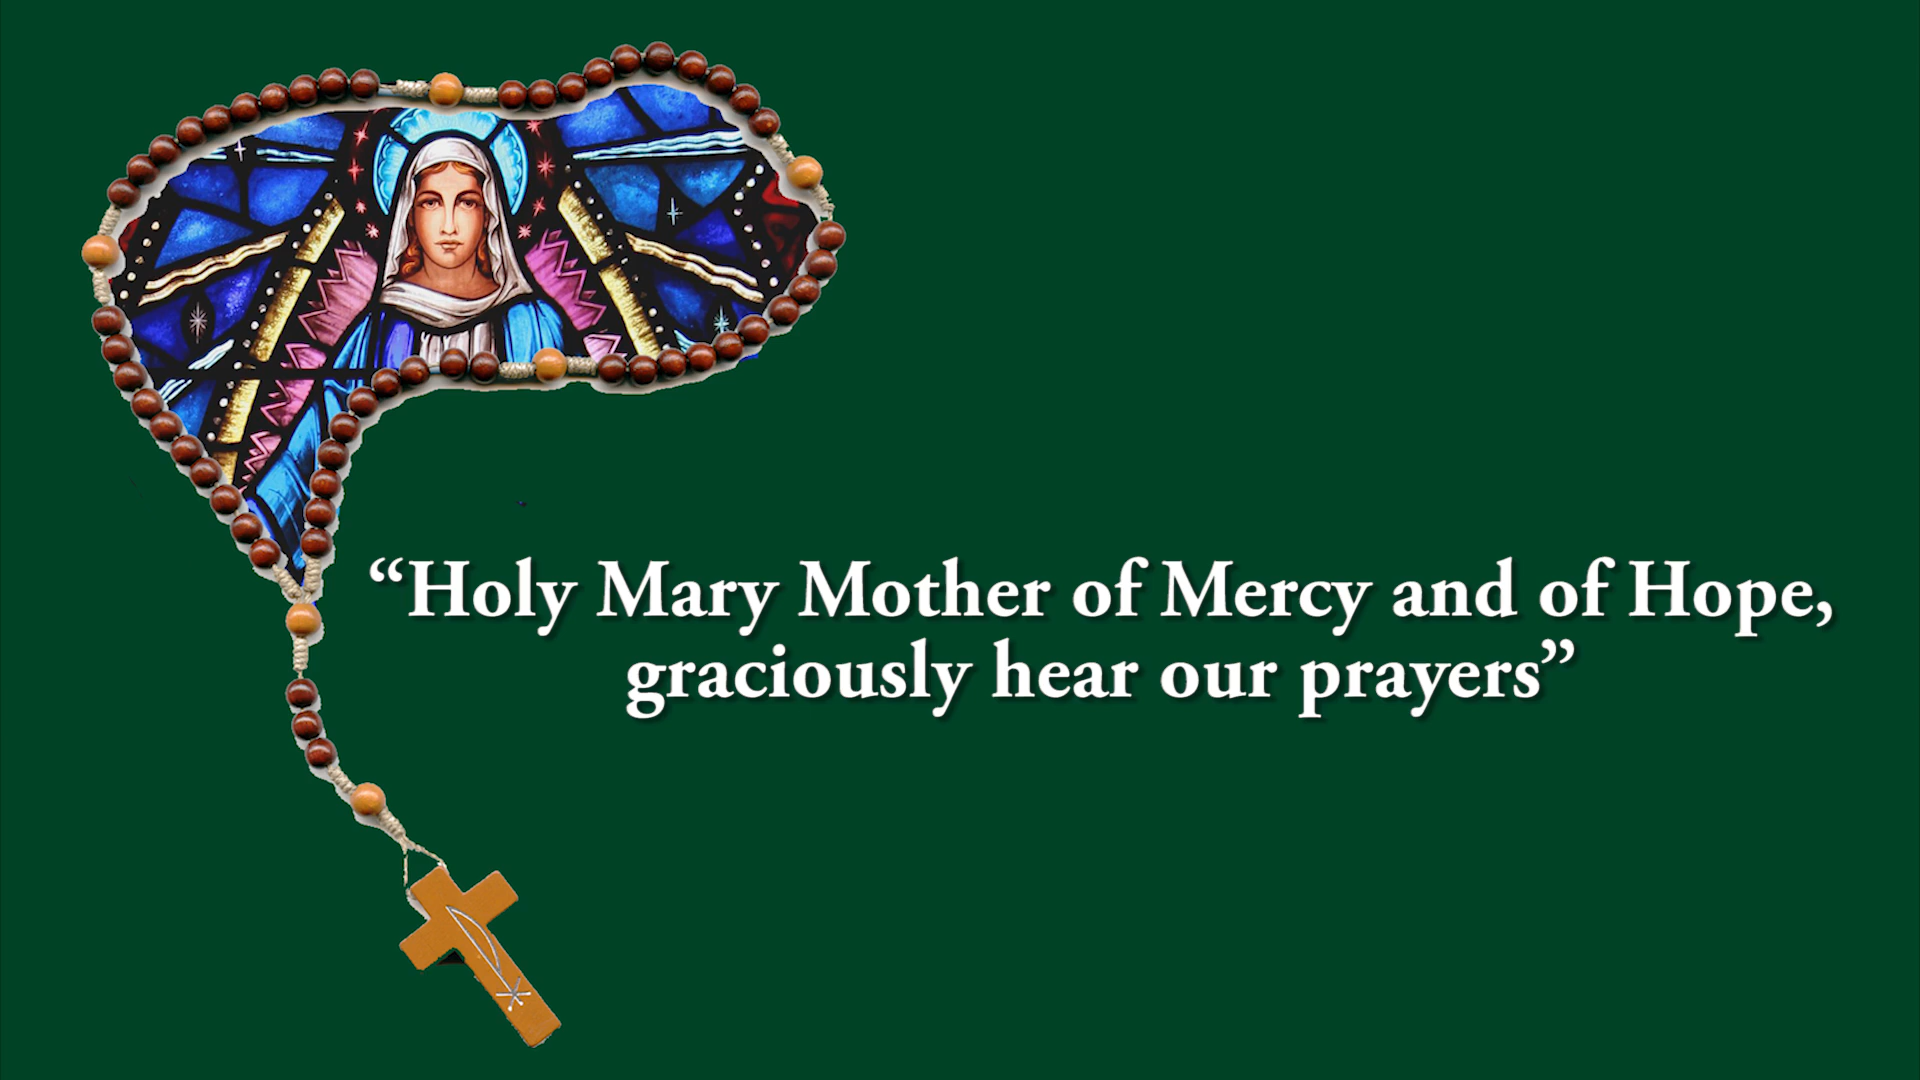 “Holy Mary Mother of Mercy and of Hope,
graciously hear our prayers”